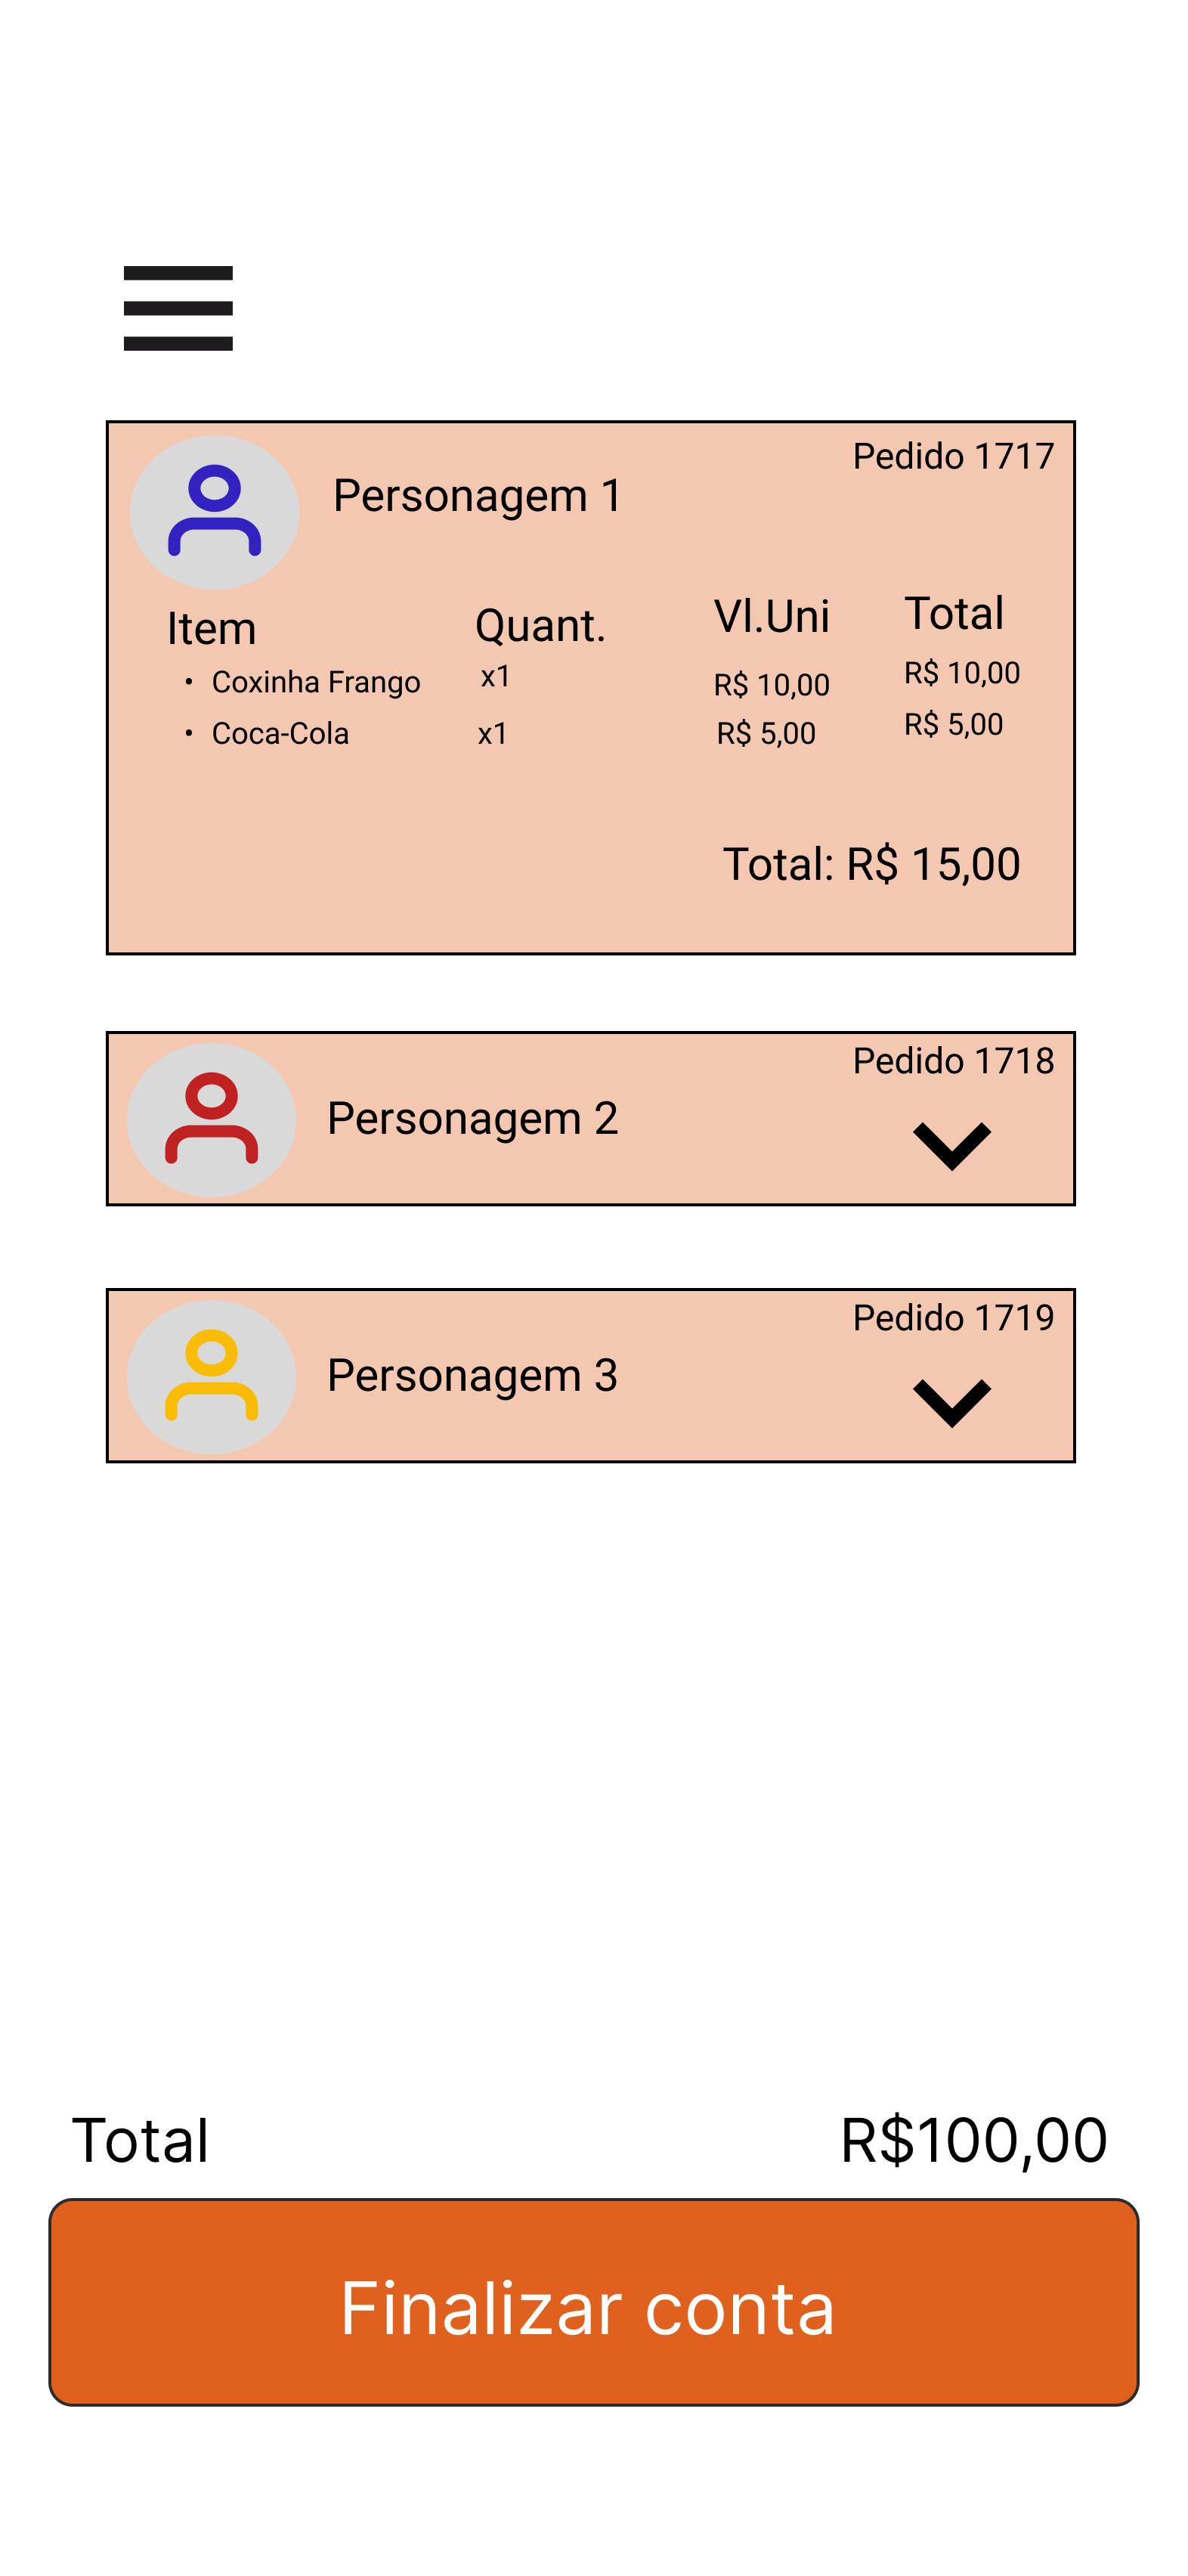 Pedido 1717
Personagem 1
Item Quant. Vl.Uni Total
• Coxinha Frango x1 R$ 10,00 R$ 10,00
• Coca-Cola x1 R$ 5,00 R$ 5,00
Total: R$ 15,00
Pedido 1718
Personagem 2
Pedido 1719
Personagem 3
Total R$100,00
Finalizar conta